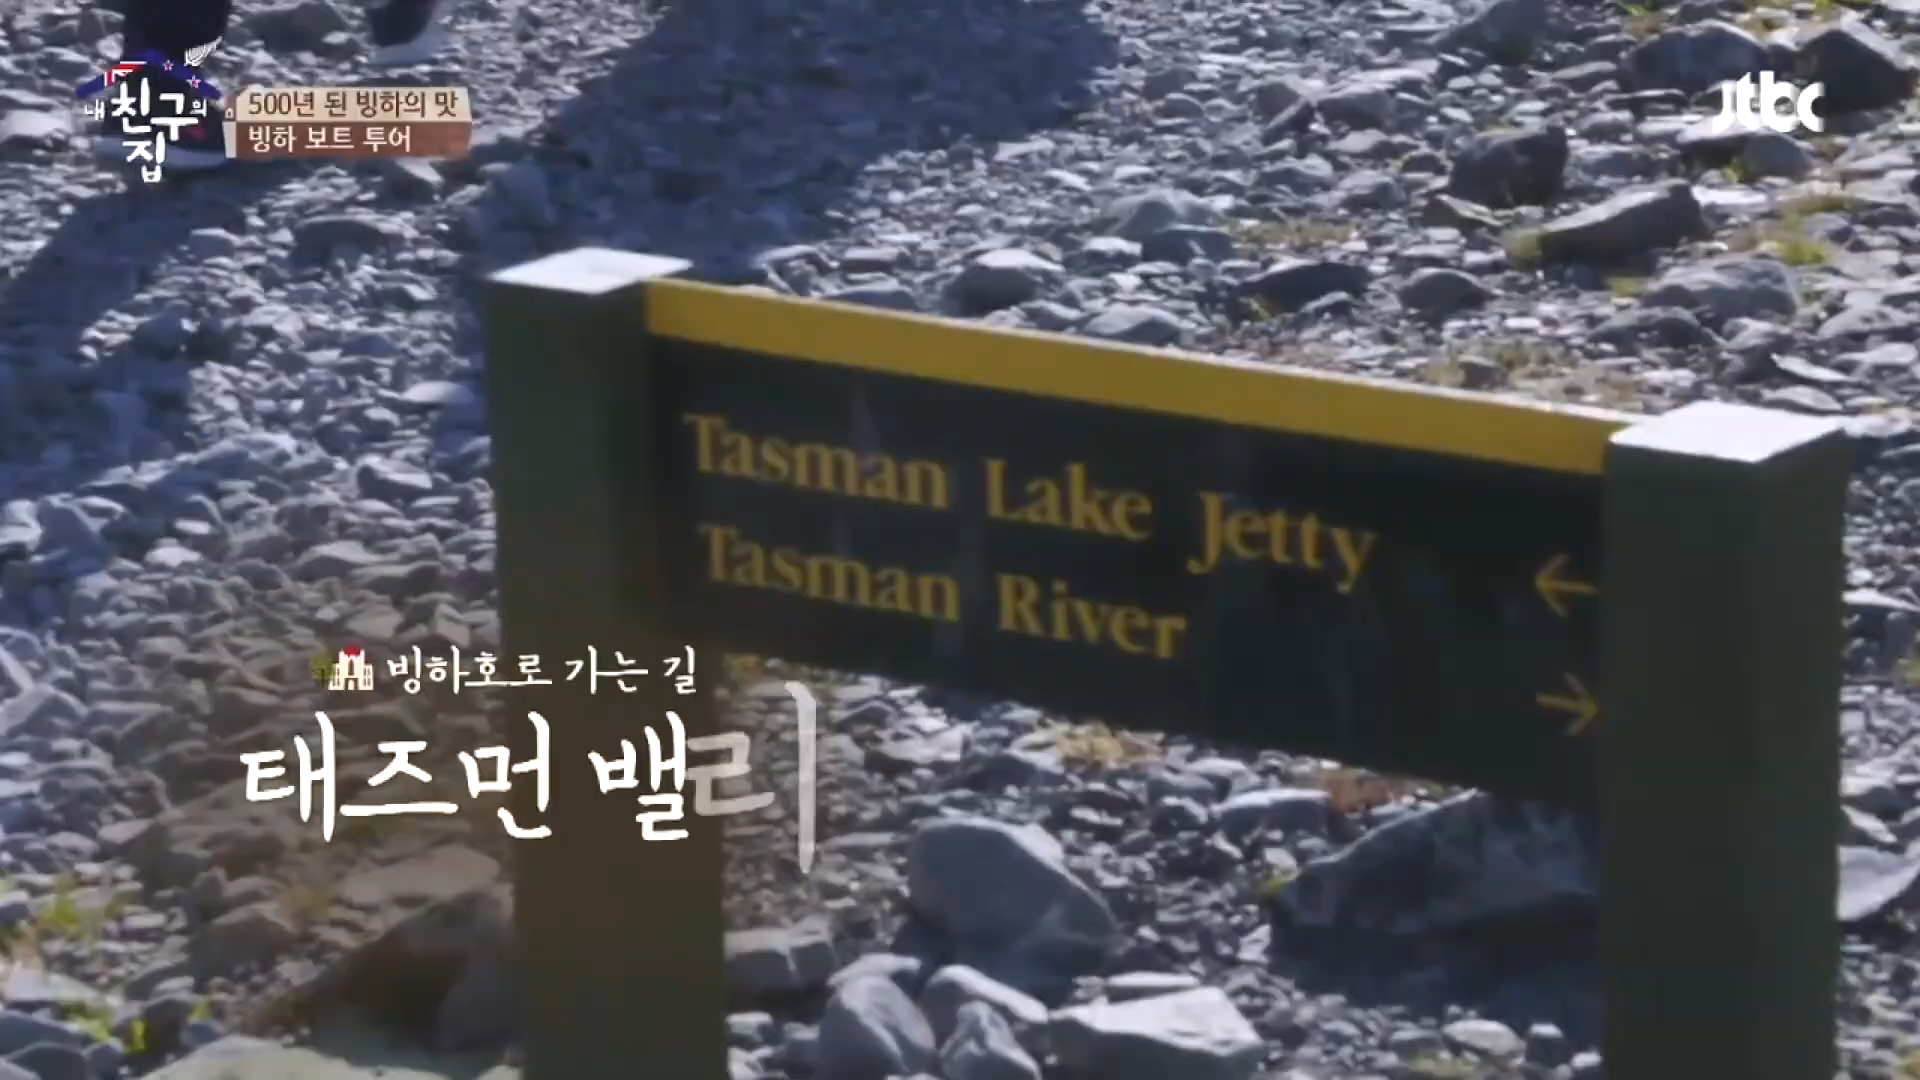 내 친구의 집
500년 된 빙하의 맛
빙하 보트 투어
jtbc
Tasman Lake Jetty ←
Tasman River →
빙하호로 가는 길
태즈먼 밸리